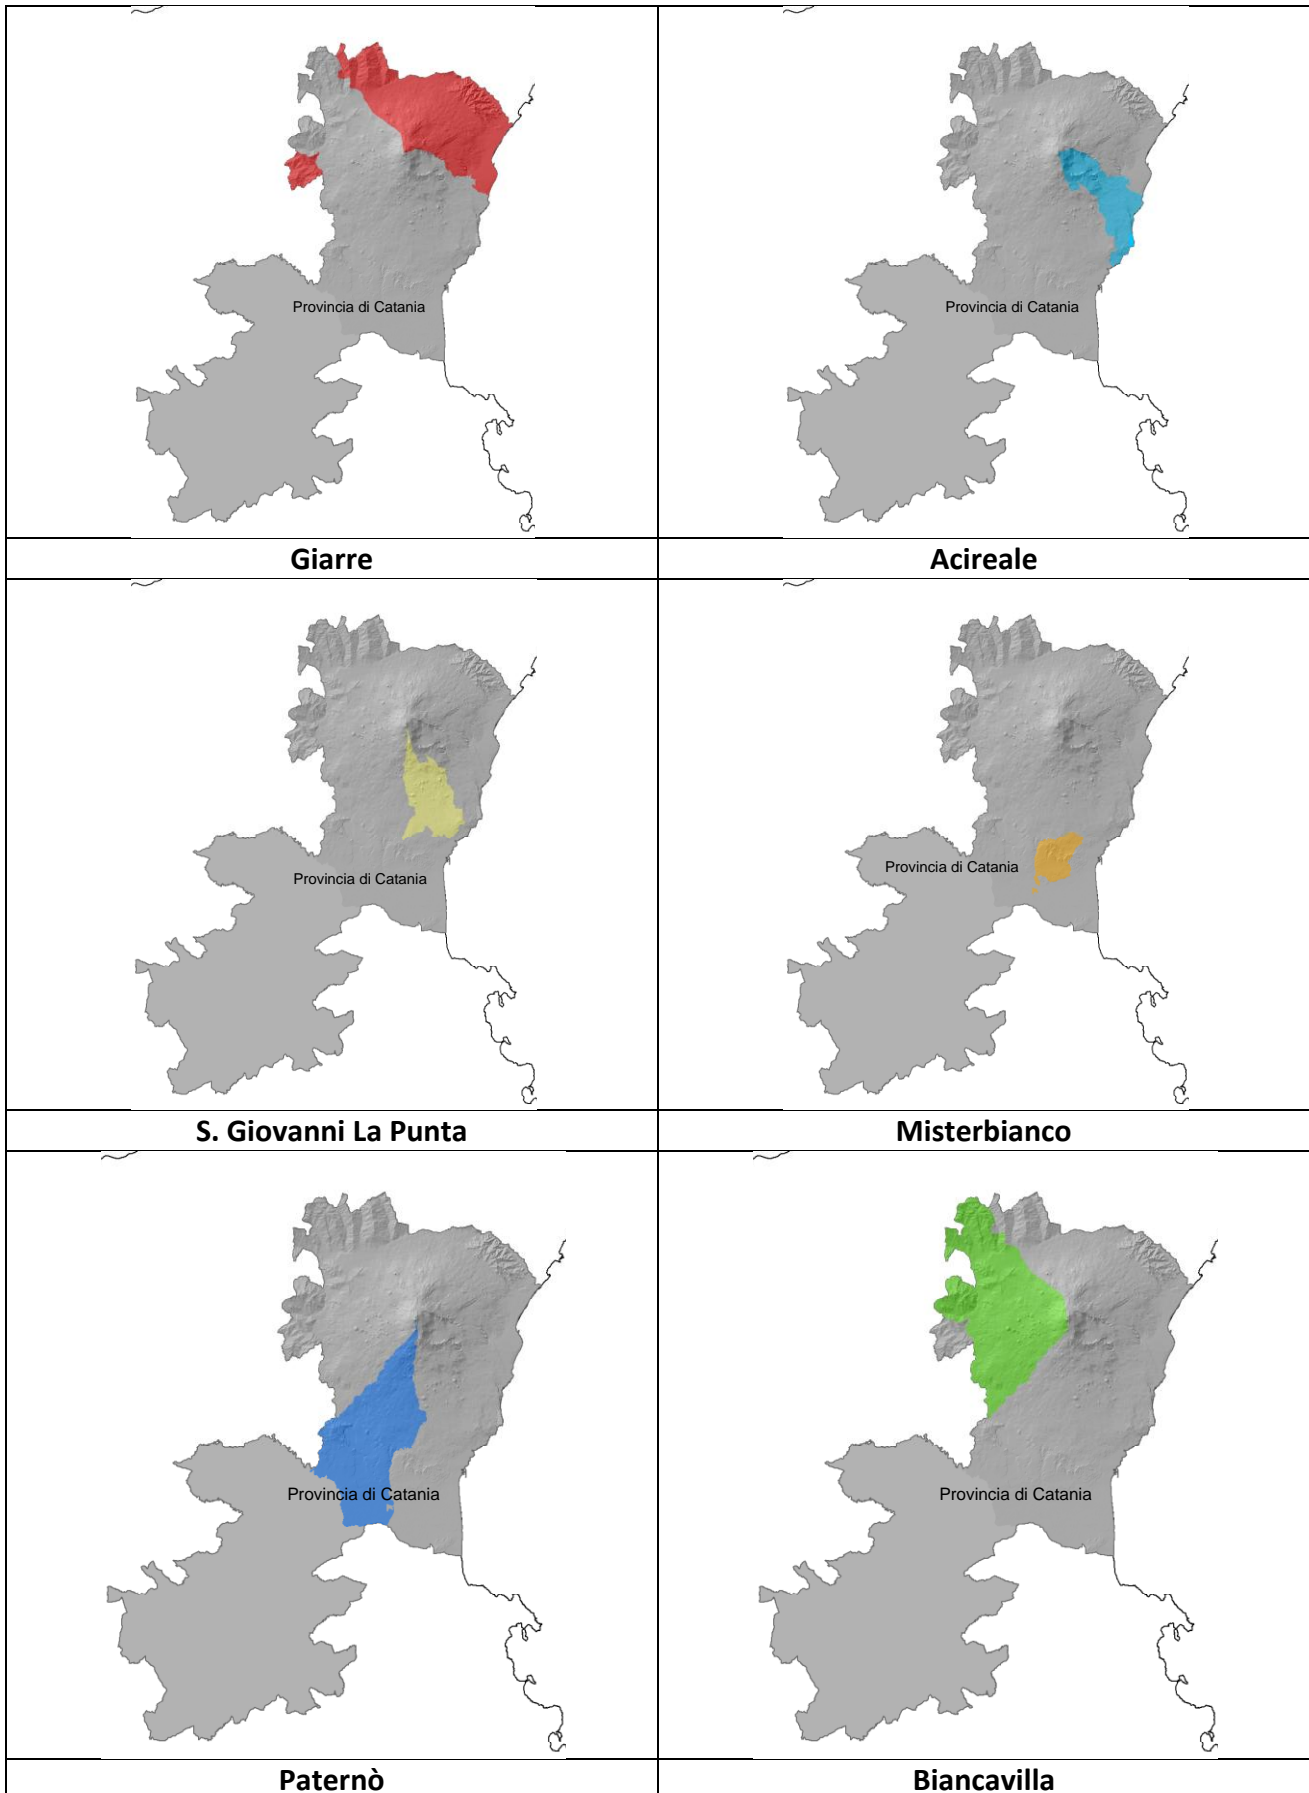 Provincia di Catania
Provincia di Catania
Giarre
Acireale
Provincia di Catania
Provincia di Catania
S. Giovanni La Punta
Misterbianco
Provincia di Catania
Provincia di Catania
Paternò
Biancavilla